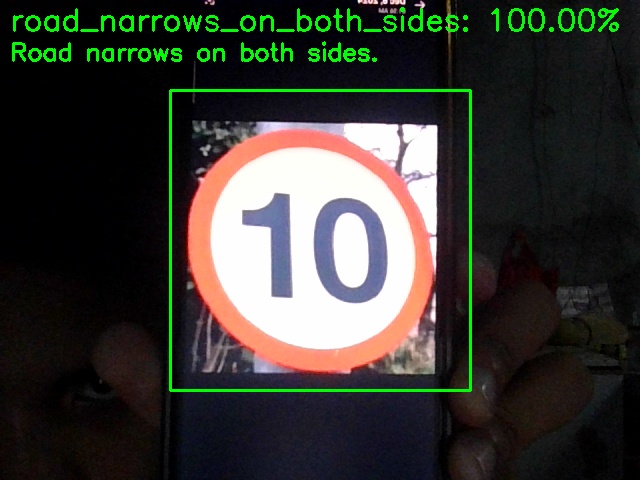 road_narrows_on_both_sides: 100.00%
Road narrows on both sides.
10